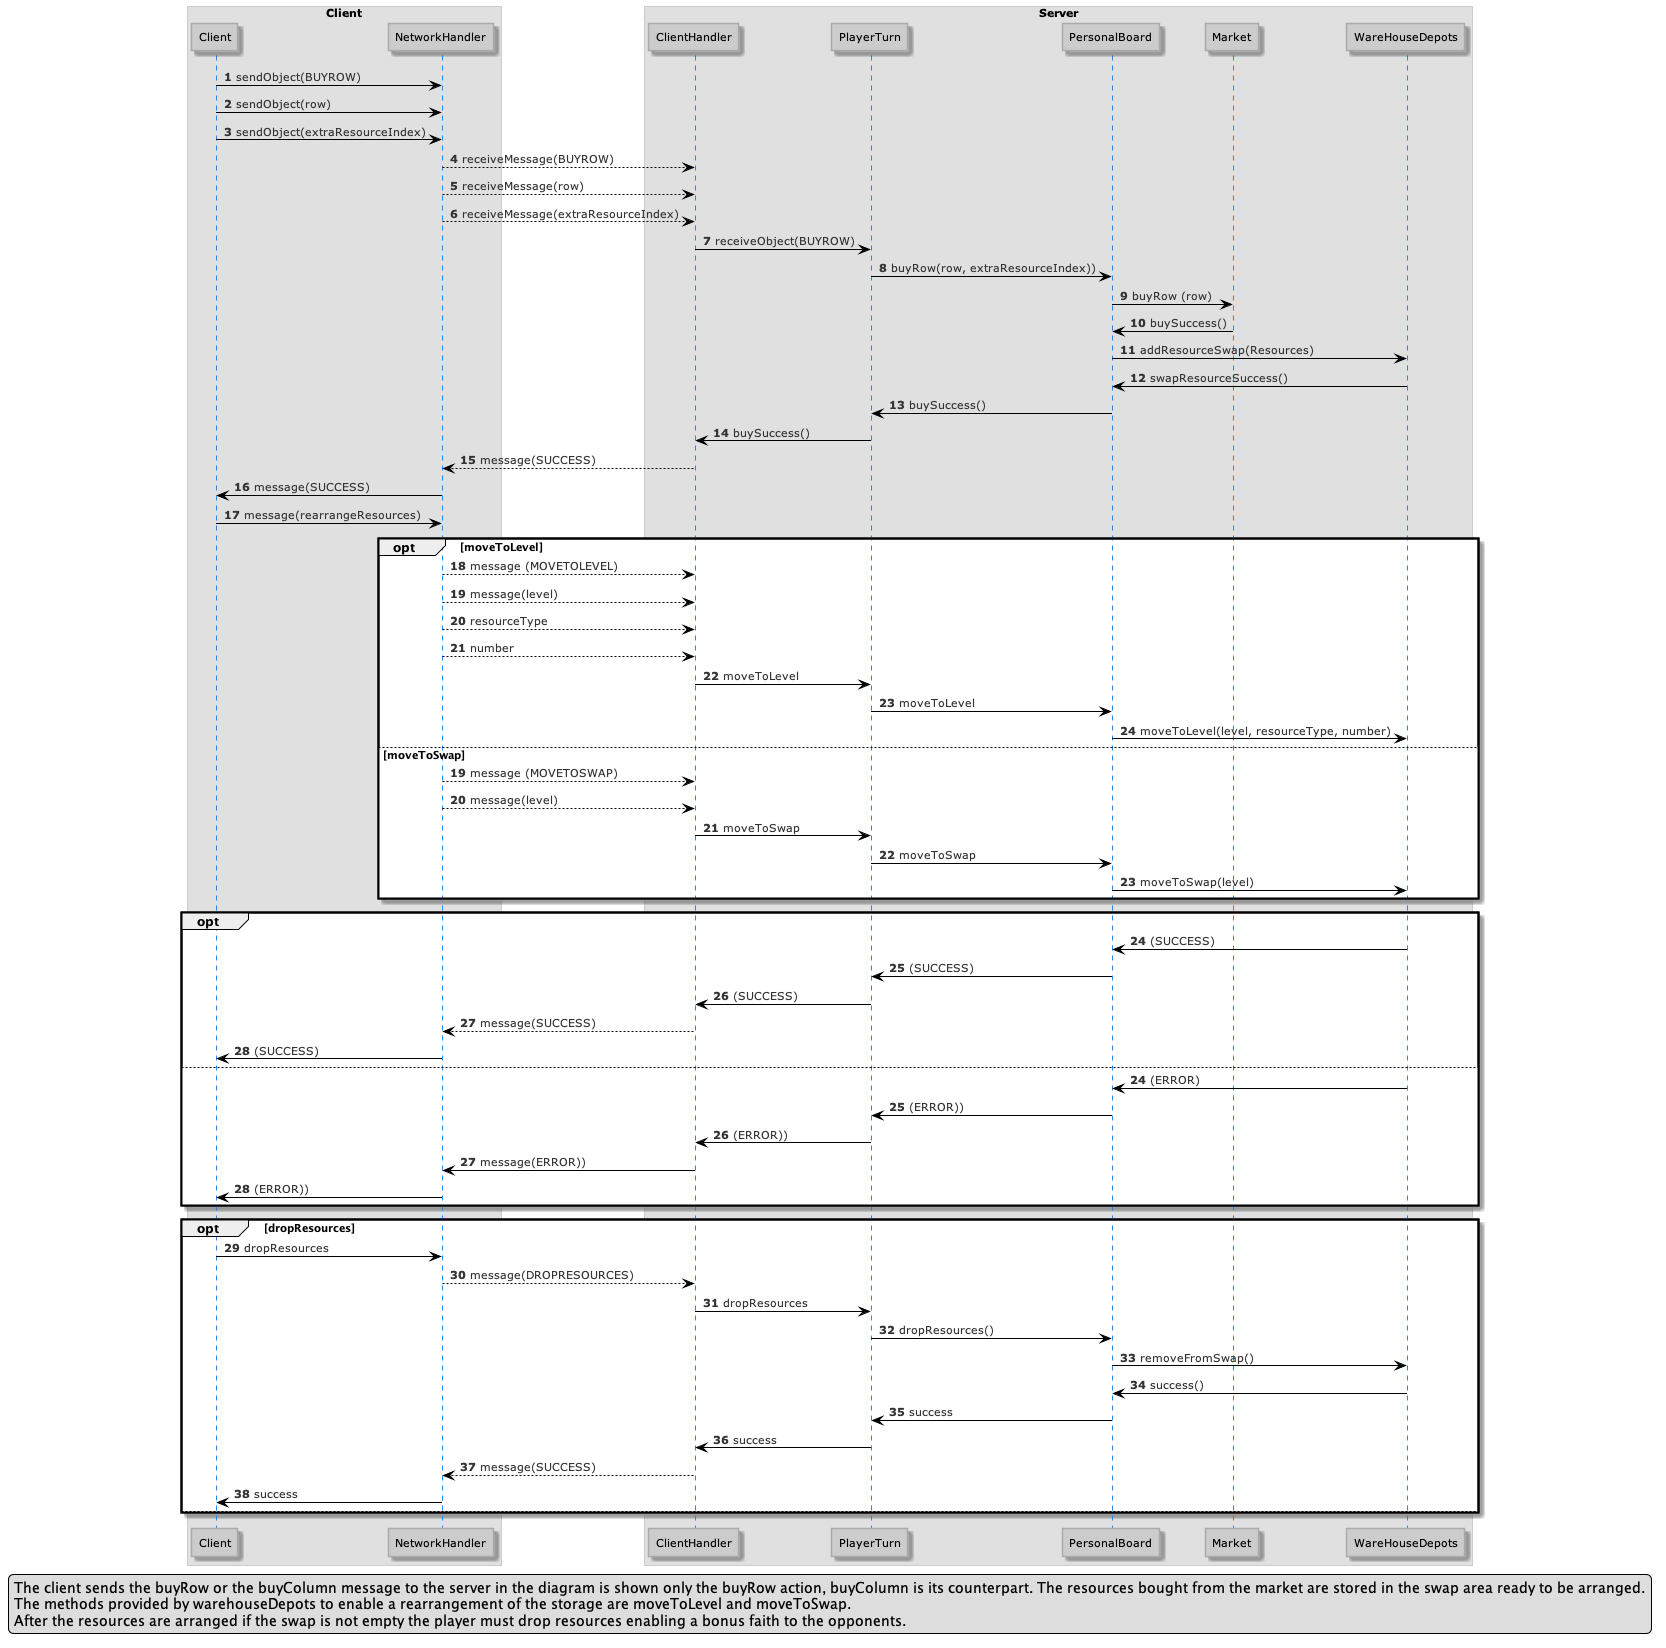 Client
Server
Client
NetworkHandler
ClientHandler
PlayerTurn
PersonalBoard
Market
WareHouseDepots
1 sendObject(BUYROW)
2 sendObject(row)
3 sendObject(extraResourceIndex)
4 receiveMessage(BUYROW)
5 receiveMessage(row)
6 receiveMessage(extraResourceIndex)
7 receiveObject(BUYROW)
8 buyRow(row, extraResourceIndex))
9 buyRow (row)
10 buySuccess()
11 addResourceSwap(Resources)
12 swapResourceSuccess()
13 buySuccess()
14 buySuccess()
15 message(SUCCESS)
16 message(SUCCESS)
17 message(rearrangeResources)
opt [moveToLevel]
18 message (MOVETOLEVEL)
19 message(level)
20 resourceType
21 number
22 moveToLevel
23 moveToLevel
24 moveToLevel(level, resourceType, number)
[moveToSwap]
19 message (MOVETOSWAP)
20 message(level)
21 moveToSwap
22 moveToSwap
23 moveToSwap(level)
opt
24 (SUCCESS)
25 (SUCCESS)
26 (SUCCESS)
27 message(SUCCESS)
28 (SUCCESS)
24 (ERROR)
25 (ERROR))
26 (ERROR))
27 message(ERROR))
28 (ERROR))
opt [dropResources]
29 dropResources
30 message(DROPRESOURCES)
31 dropResources
32 dropResources()
33 removeFromSwap()
34 success()
35 success
36 success
37 message(SUCCESS)
38 success
Client
NetworkHandler
ClientHandler
PlayerTurn
PersonalBoard
Market
WareHouseDepots
The client sends the buyRow or the buyColumn message to the server in the diagram is shown only the buyRow action, buyColumn is its counterpart. The resources bought from the market are stored in the swap area ready to be arranged.
The methods provided by warehouseDepots to enable a rearrangement of the storage are moveToLevel and moveToSwap.
After the resources are arranged if the swap is not empty the player must drop resources enabling a bonus faith to the opponents.